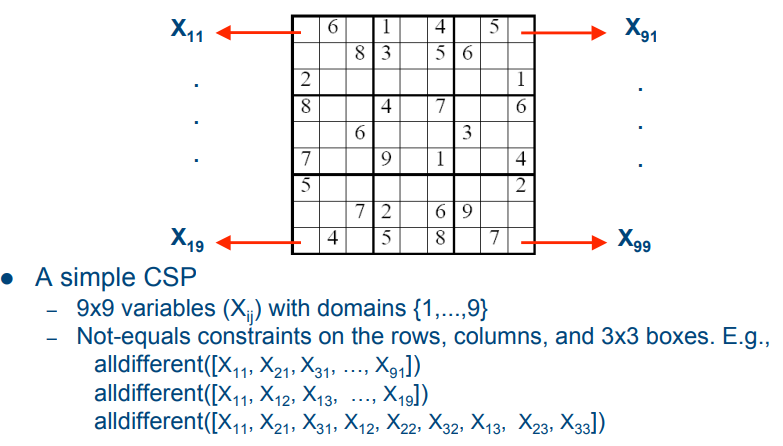 X₁₁ 6 1 4 5 X₉₁
8 3 5 6
2 1
. 8 4 7 6 .
. 6 3 .
. 7 9 1 4 .
5 2
7 2 6 9
X₁₉ 4 5 8 7 X₉₉
● A simple CSP
– 9x9 variables (Xᵢⱼ) with domains {1,...,9}
– Not-equals constraints on the rows, columns, and 3x3 boxes. E.g.,
alldifferent([X₁₁, X₂₁, X₃₁, …, X₉₁])
alldifferent([X₁₁, X₁₂, X₁₃, …, X₁₉])
alldifferent([X₁₁, X₂₁, X₃₁, X₁₂, X₂₂, X₃₂, X₁₃, X₂₃, X₃₃])